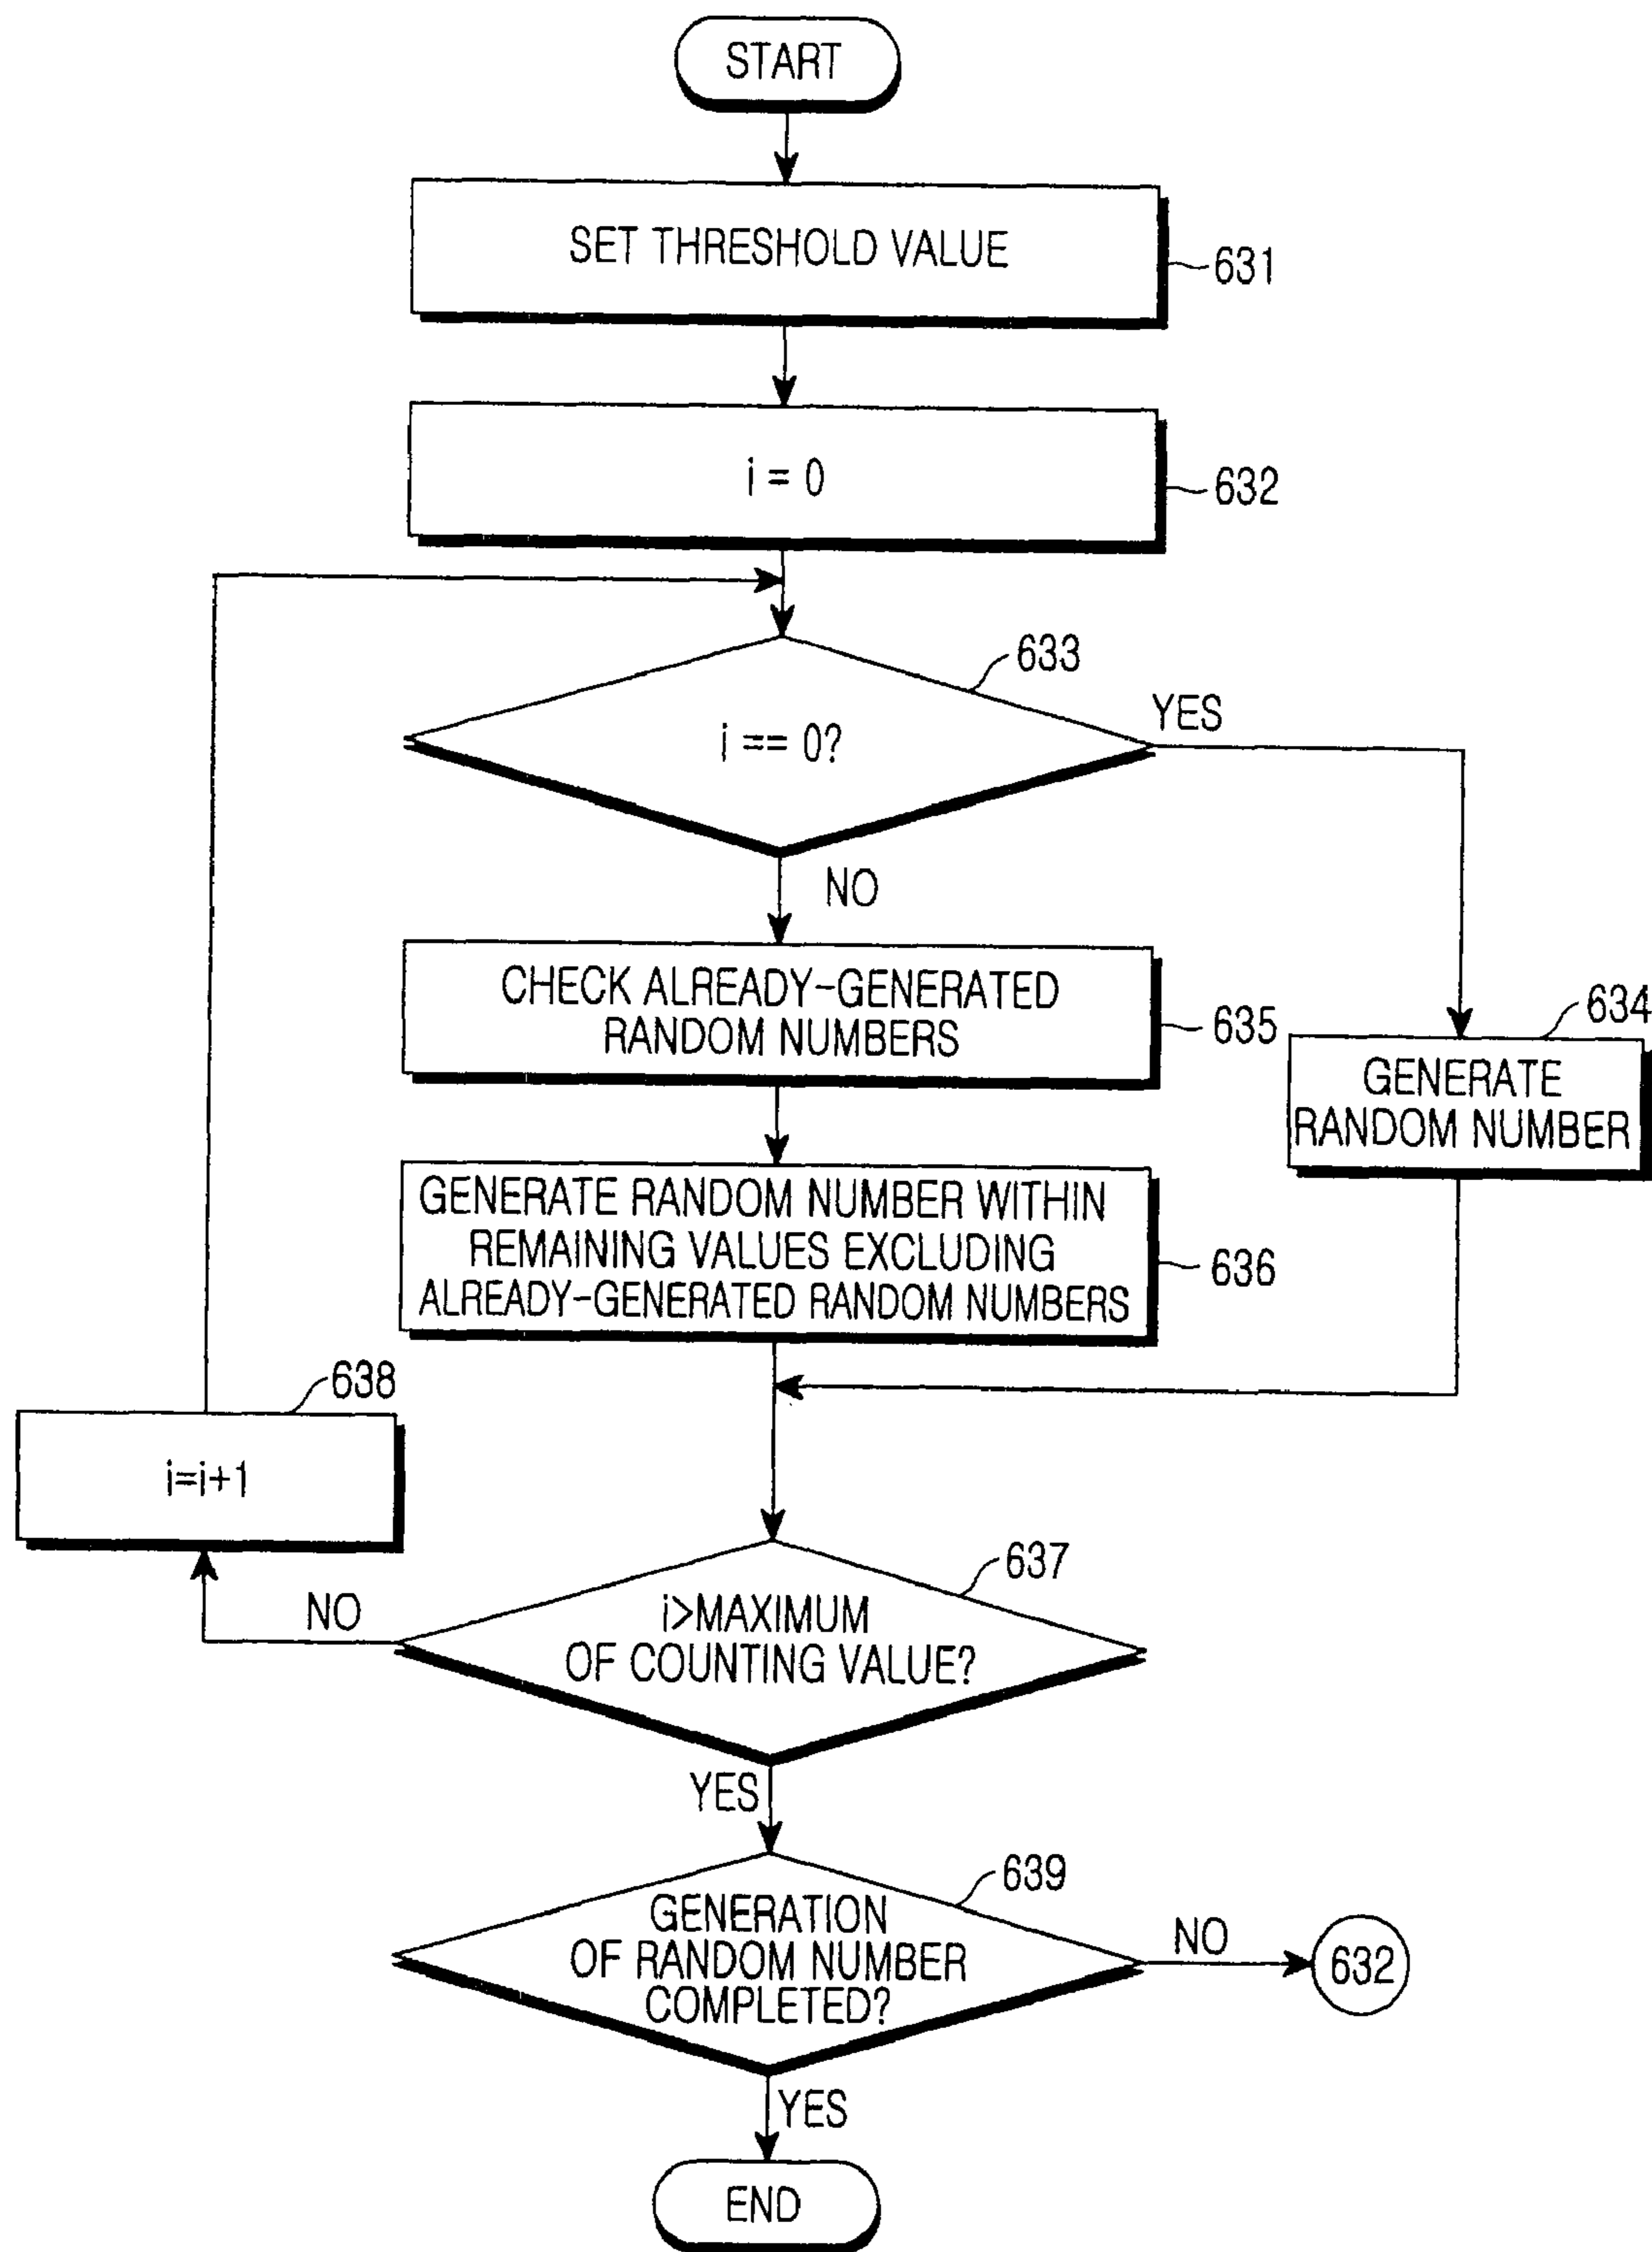 START
SET THRESHOLD VALUE
631
i = 0
632
633
i == 0?
YES
NO
CHECK ALREADY-GENERATED
RANDOM NUMBERS
635
634
GENERATE
RANDOM NUMBER
GENERATE RANDOM NUMBER WITHIN
REMAINING VALUES EXCLUDING
ALREADY-GENERATED RANDOM NUMBERS
636
638
i=i+1
637
i>MAXIMUM
OF COUNTING VALUE?
NO
YES
639
GENERATION
OF RANDOM NUMBER
COMPLETED?
NO
632
YES
END